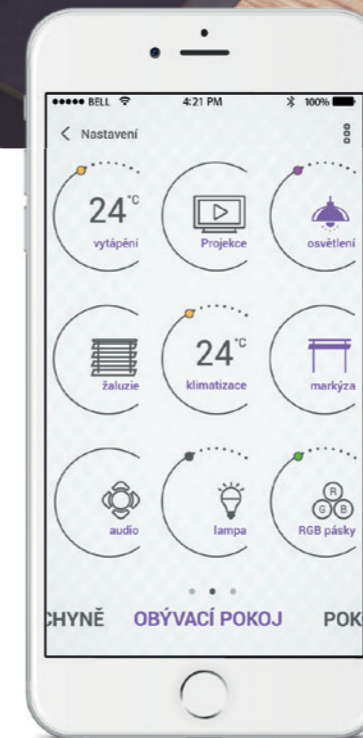 BELL 4:21 PM 100%
Nastavení
24°C
vytápění
Projekce
osvětlení
žaluzie
24°C
klimatizace
markýza
audio
lampa
R
G B
RGB pásky
CHYNĚ OBÝVACÍ POKOJ POK